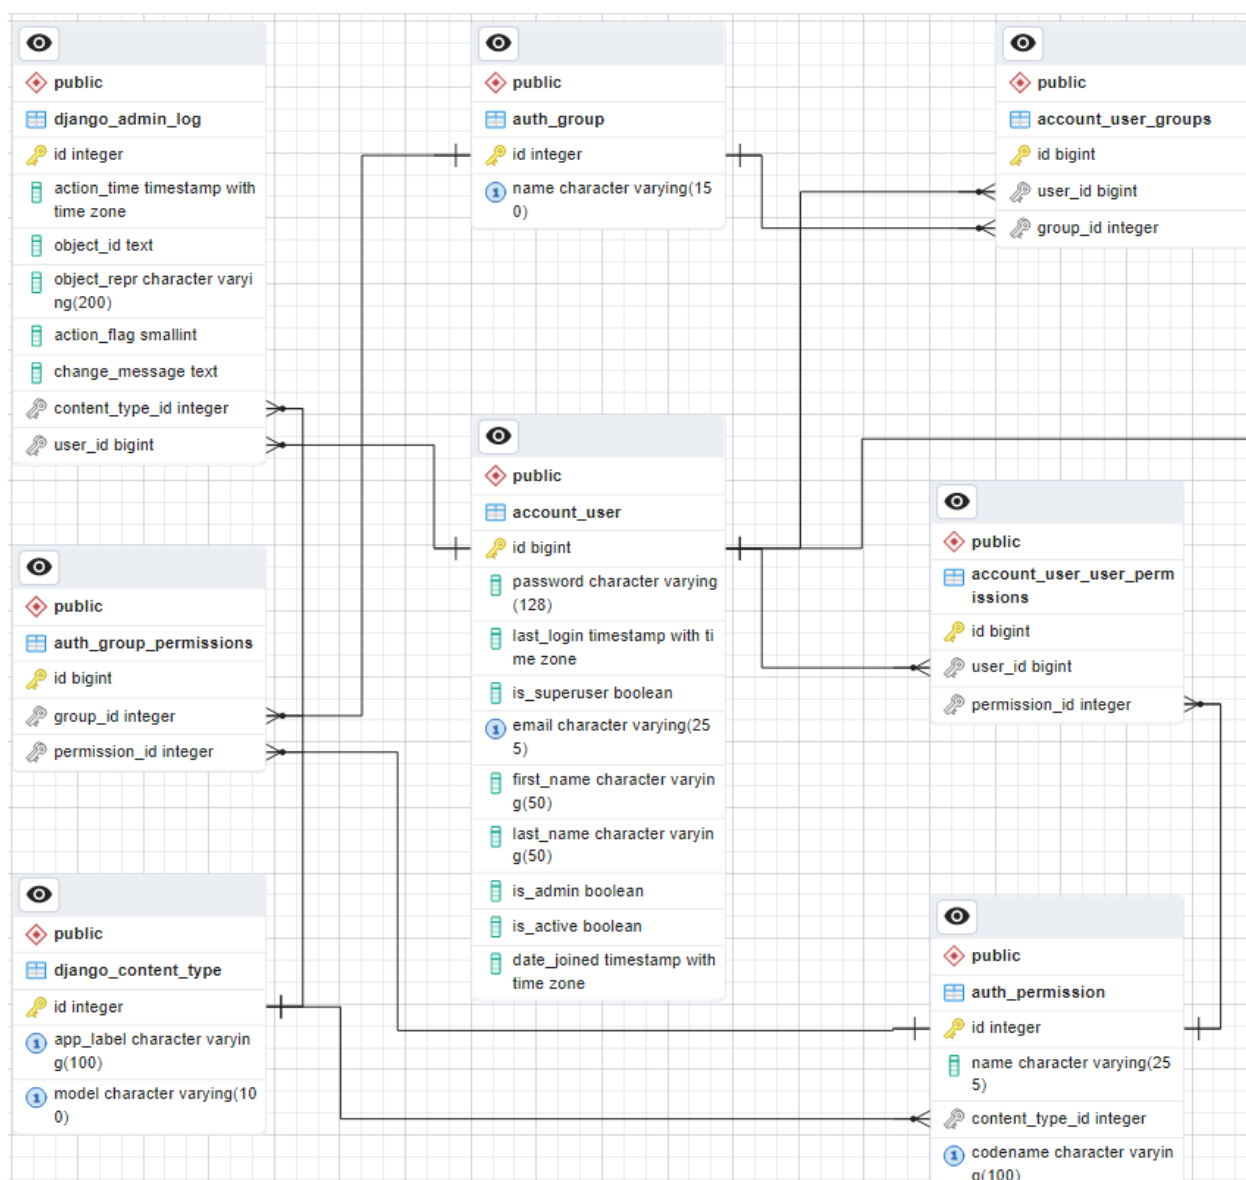 public
django_admin_log
id integer
action_time timestamp with
time zone
object_id text
object_repr character varyi
ng(200)
action_flag smallint
change_message text
content_type_id integer
user_id bigint
public
auth_group
id integer
1
name character varying(15
0)
public
account_user_groups
id bigint
user_id bigint
group_id integer
public
auth_group_permissions
id bigint
group_id integer
permission_id integer
public
account_user
id bigint
password character varying
(128)
last_login timestamp with ti
me zone
is_superuser boolean
1
email character varying(25
5)
first_name character varyin
g(50)
last_name character varyin
g(50)
is_admin boolean
is_active boolean
date_joined timestamp with
time zone
public
account_user_user_perm
issions
id bigint
user_id bigint
permission_id integer
public
django_content_type
id integer
1
app_label character varyin
g(100)
1
model character varying(10
0)
public
auth_permission
id integer
name character varying(25
5)
content_type_id integer
1
codename character varyin
g(100)